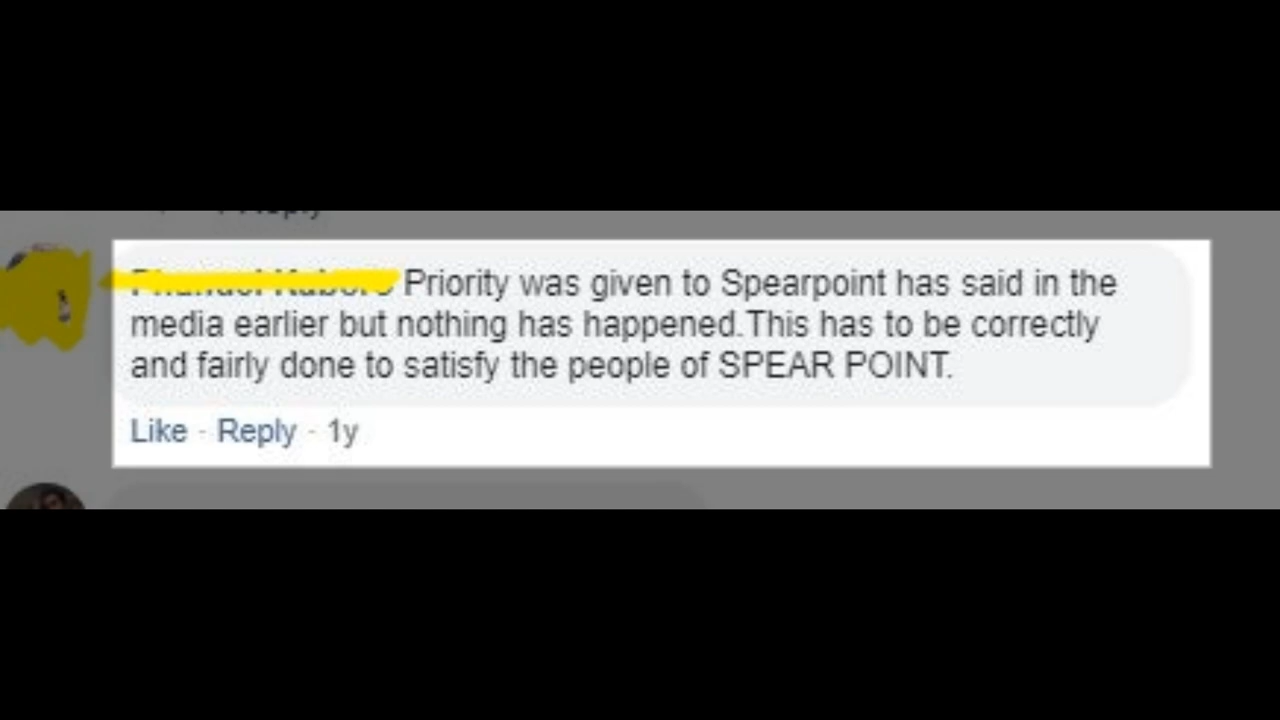 Priority was given to Spearpoint has said in the
media earlier but nothing has happened.This has to be correctly
and fairly done to satisfy the people of SPEAR POINT.
Like · Reply · 1y